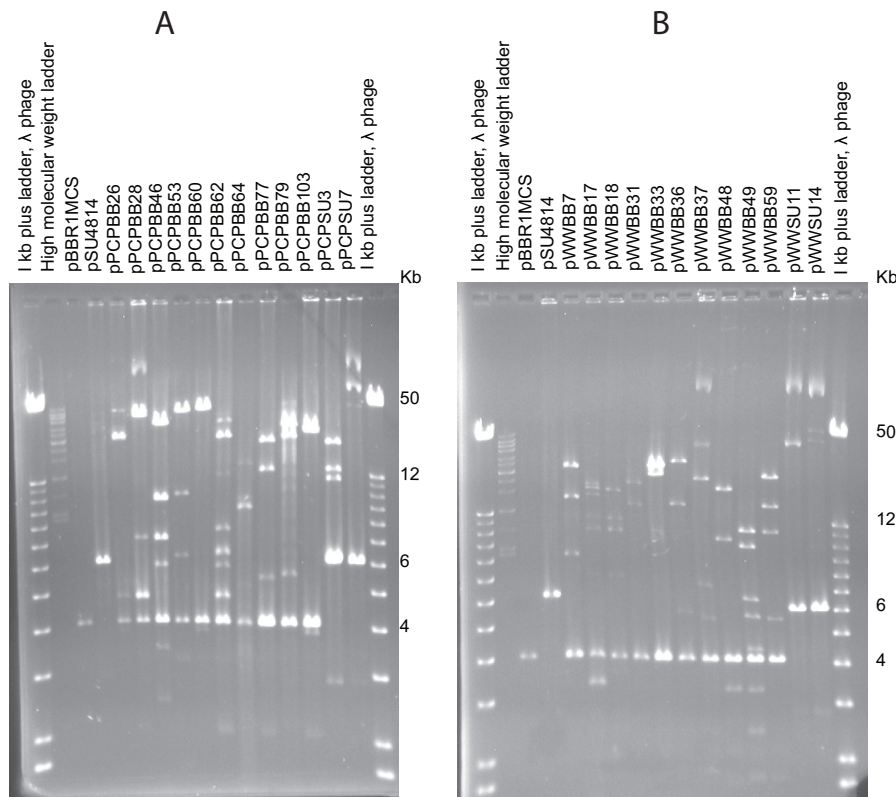 A
B
I kb plus ladder, λ phage
High molecular weight ladder
pBBR1MCS
pSU4814
pPCPBB26
pPCPBB28
pPCPBB46
pPCPBB53
pPCPBB60
pPCPBB62
pPCPBB64
pPCPBB77
pPCPBB79
pPCPBB103
pPCPSU3
pPCPSU7
I kb plus ladder, λ phage
Kb
50
12
6
4
I kb plus ladder, λ phage
High molecular weight ladder
pBBR1MCS
pSU4814
pWWBB7
pWWBB17
pWWBB18
pWWBB31
pWWBB33
pWWBB36
pWWBB37
pWWBB48
pWWBB49
pWWBB59
pWWSU11
pWWSU14
I kb plus ladder, λ phage
Kb
50
12
6
4